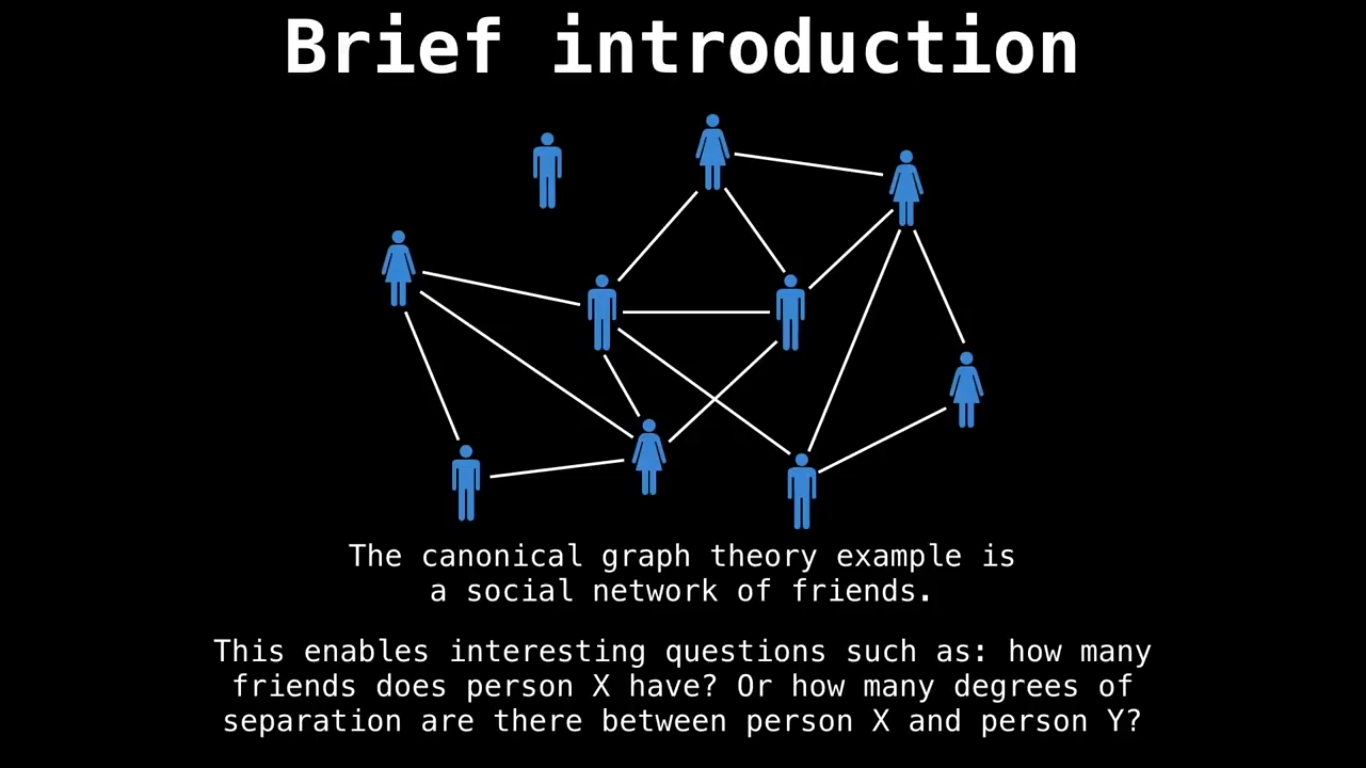 Brief introduction
The canonical graph theory example is
a social network of friends.
This enables interesting questions such as: how many
friends does person X have? Or how many degrees of
separation are there between person X and person Y?